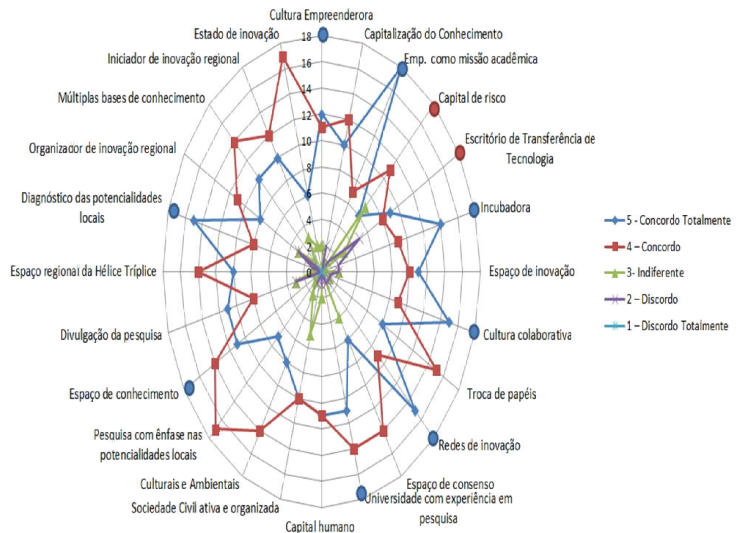 Cultura Empreenderora
Estado de inovação
Capitalização do Conhecimento
Iniciador de inovação regional
Emp. como missão acadêmica
Múltiplas bases de conhecimento
Capital de risco
Organizador de inovação regional
Escritório de Transferência de
Tecnologia
Diagnóstico das potencialidades
locais
Incubadora
Espaço regional da Hélice Tríplice
Espaço de inovação
Divulgação da pesquisa
Cultura colaborativa
Espaço de conhecimento
Troca de papéis
Pesquisa com ênfase nas
potencialidades locais
Redes de inovação
Culturais e Ambientais
Espaço de consenso
Sociedade Civil ativa e organizada
Universidade com experiência em
pesquisa
Capital humano
18
16
14
12
10
8
6
4
2
0
5 - Concordo Totalmente
4 – Concordo
3- Indiferente
2 – Discordo
1 – Discordo Totalmente